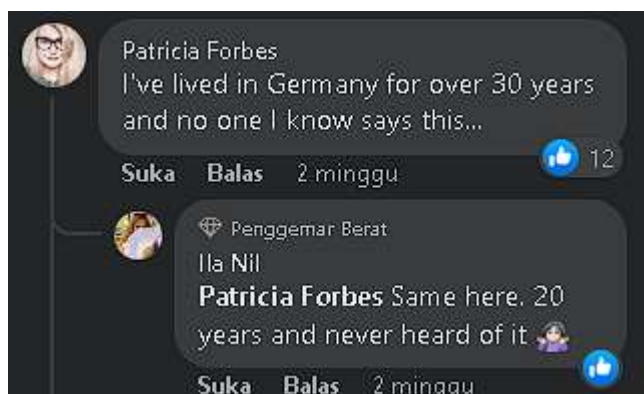 Patricia Forbes
I've lived in Germany for over 30 years
and no one I know says this...
12
Suka Balas 2 minggu
Penggemar Berat
Ila Nil
Patricia Forbes Same here. 20
years and never heard of it 🤷🏻‍♀️
Suka Balas 2 minggu